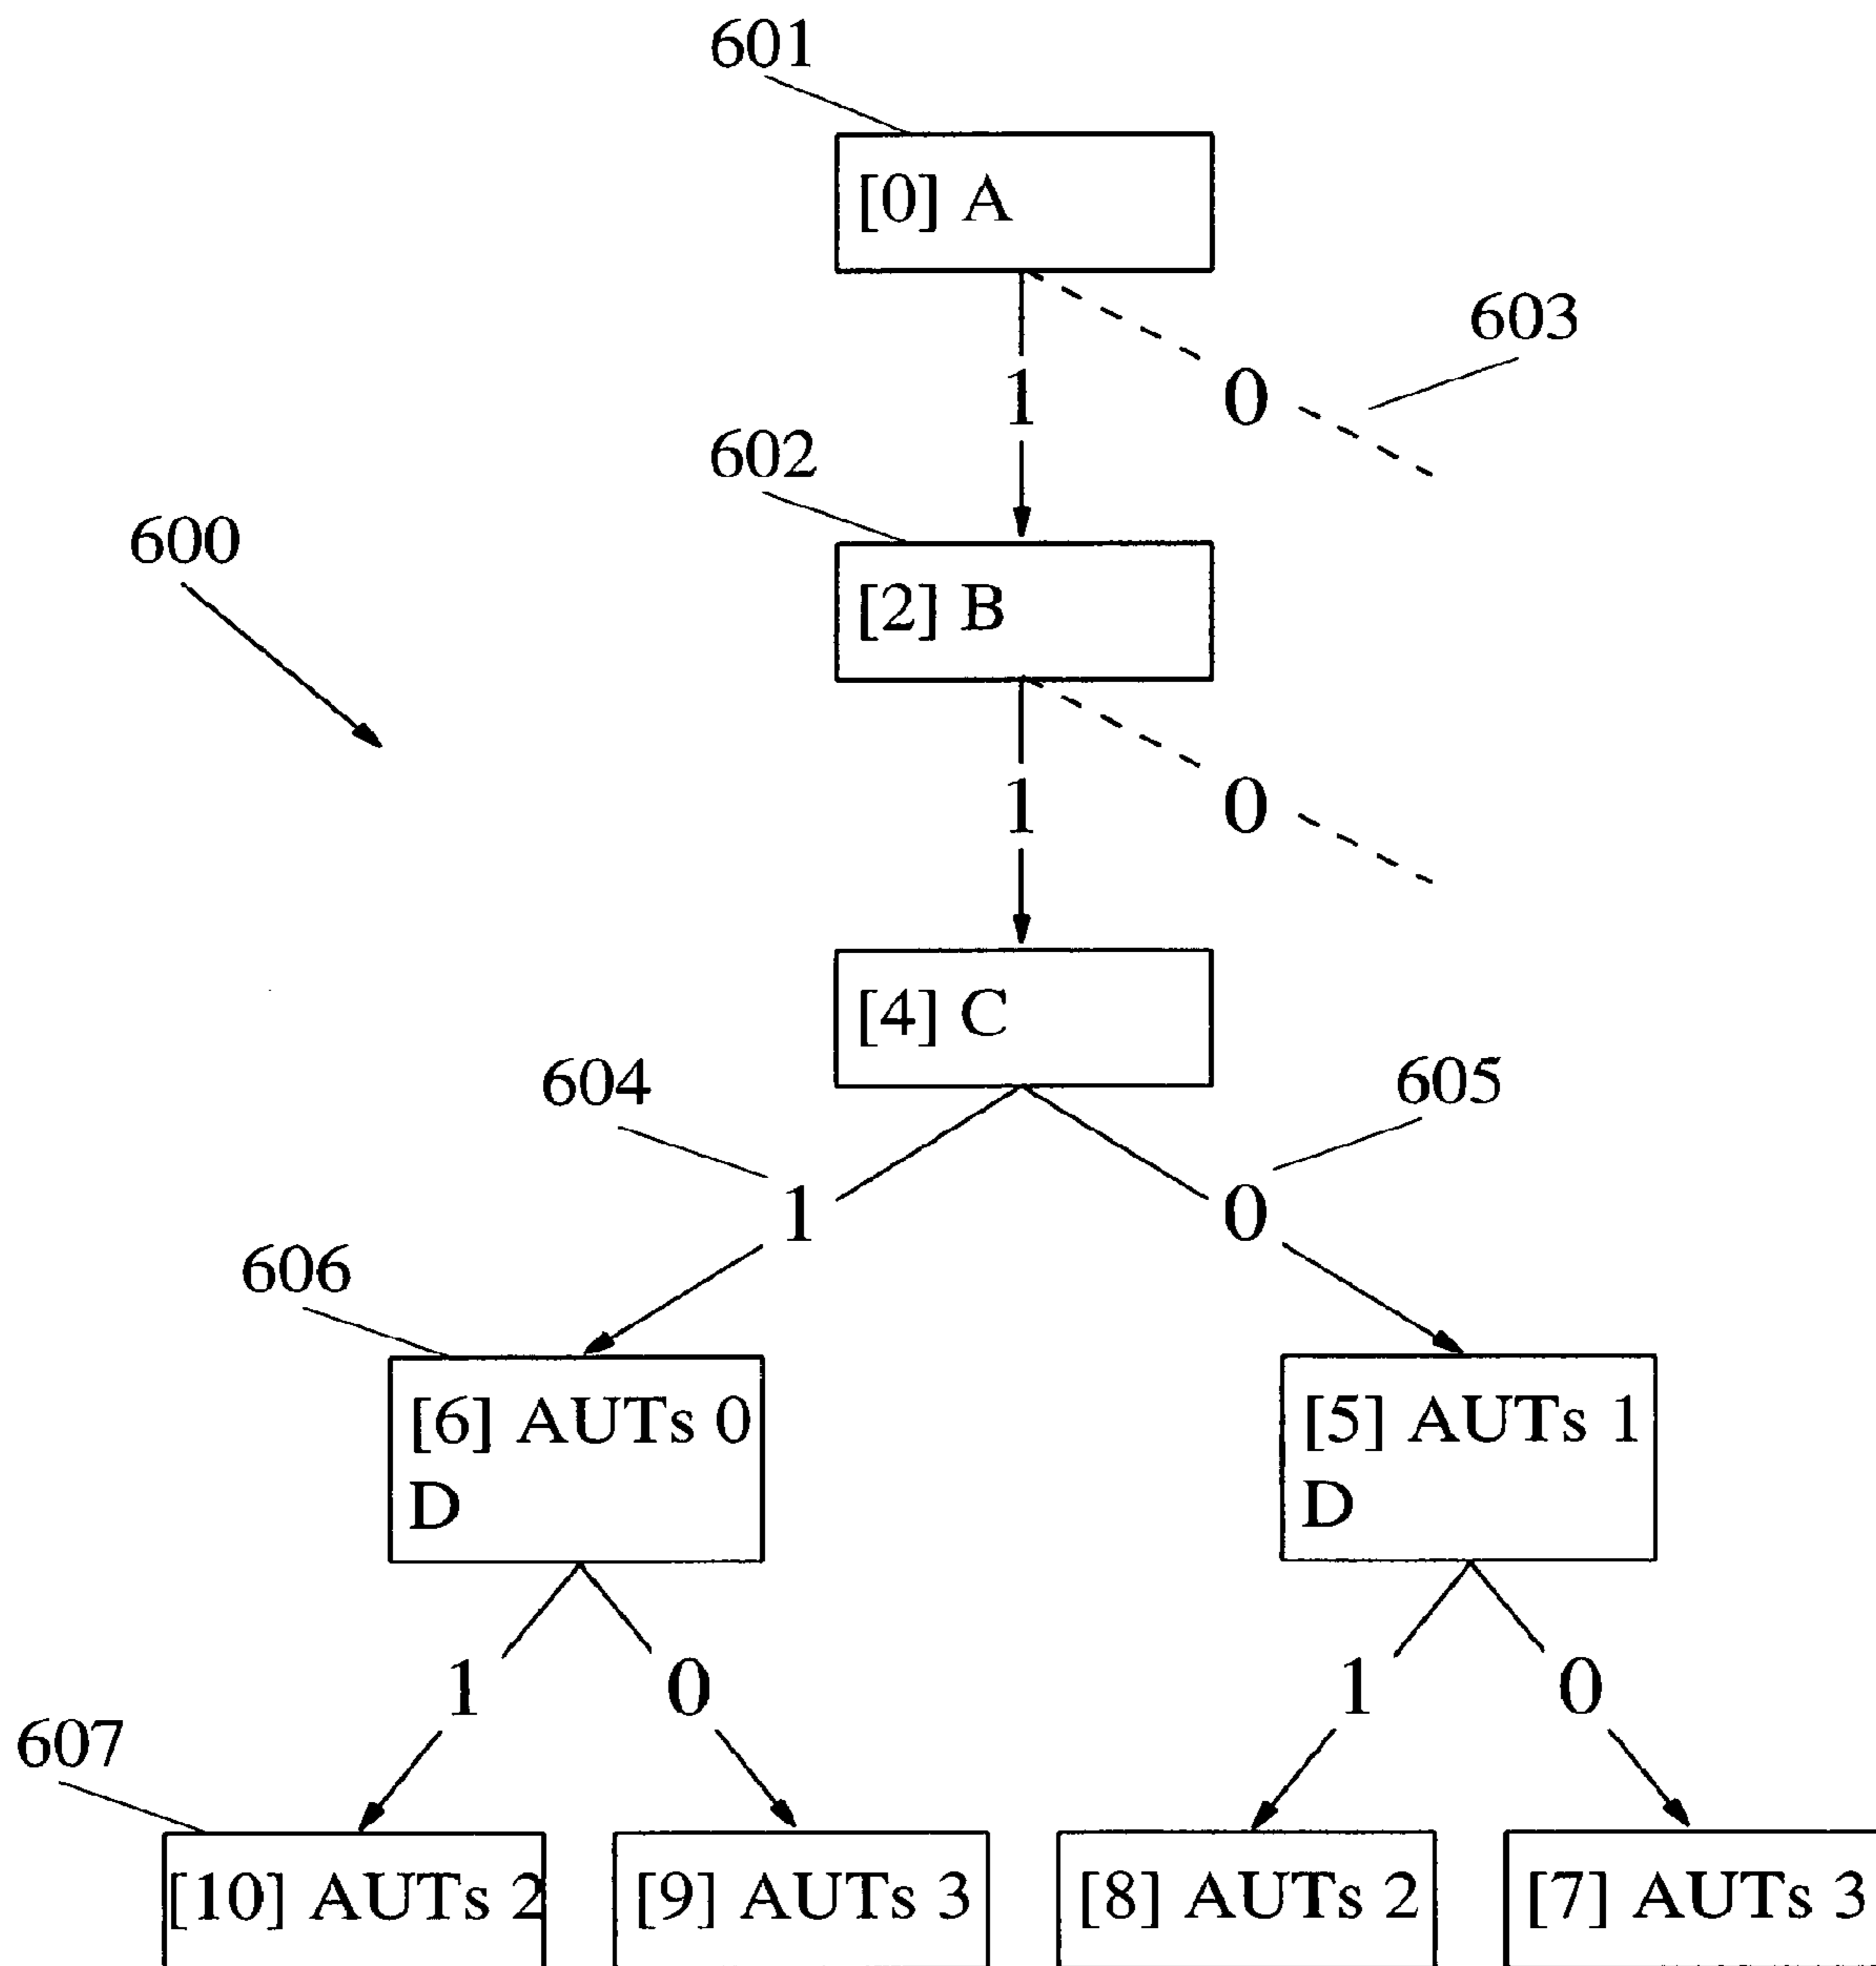 601
[0] A
603
1
0
602
600
[2] B
1
0
[4] C
604
605
1
0
606
[6] AUTs 0
D
[5] AUTs 1
D
1
0
1
0
607
[10] AUTs 2
[9] AUTs 3
[8] AUTs 2
[7] AUTs 3